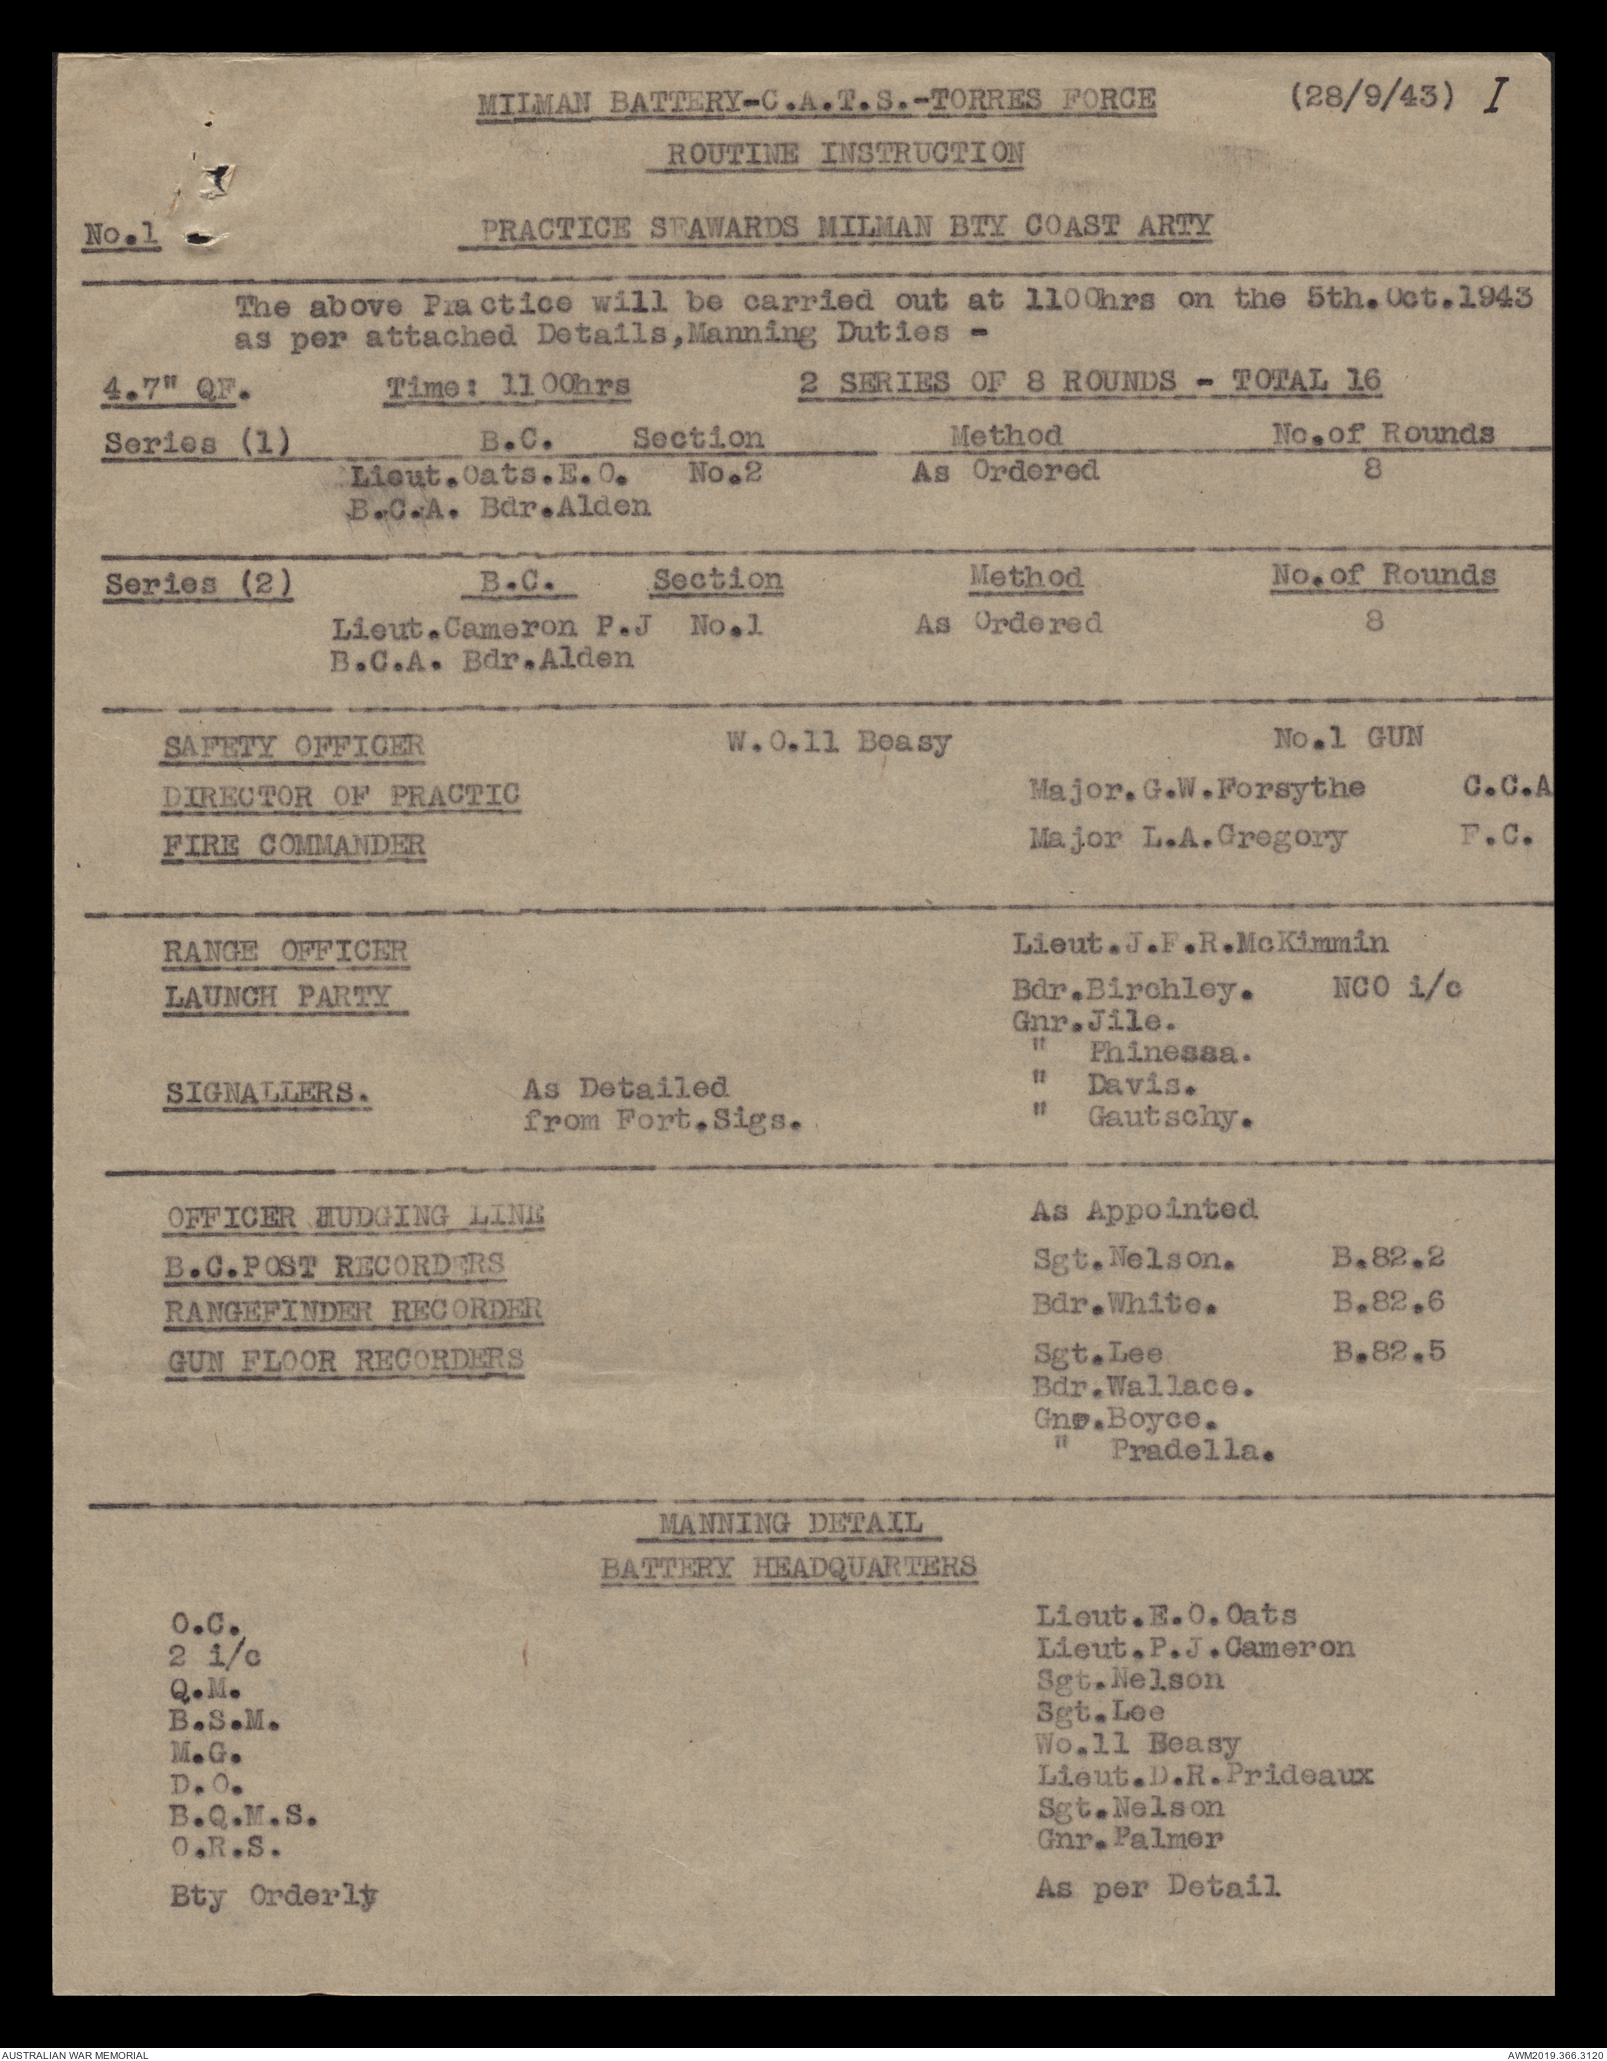 MILMAN BATTERY-C.A.T.S.-TORRES FORCE (28/9/43) I
ROUTINE INSTRUCTION
No.1 PRACTICE SEAWARDS MILMAN BTY COAST ARTY
The above Practice will be carried out at 1100hrs on the 5th.Oct.1943
as per attached Details,Manning Duties -
4.7" QF. Time: 1100hrs 2 SERIES OF 8 ROUNDS - TOTAL 16
Series (1) B.C. Section Method No.of Rounds
Lieut.Oats.E.O. No.2 As Ordered 8
B.C.A. Bdr.Alden
Series (2) B.C. Section Method No.of Rounds
Lieut.Cameron P.J No.1 As Ordered 8
B.C.A. Bdr.Alden
SAFETY OFFICER W.O.11 Beasy No.1 GUN
DIRECTOR OF PRACTIC Major.G.W.Forsythe C.C.A
FIRE COMMANDER Major L.A.Gregory F.C.
RANGE OFFICER Lieut.J.F.R.McKimmin
LAUNCH PARTY Bdr.Birchley. NCO i/c
Gnr.Jile.
" Phinessa.
SIGNALLERS. As Detailed " Davis.
from Fort.Sigs. " Gautschy.
OFFICER JUDGING LINE As Appointed
B.C.POST RECORDERS Sgt.Nelson. B.82.2
RANGEFINDER RECORDER Bdr.White. B.82.6
GUN FLOOR RECORDERS Sgt.Lee B.82.5
Bdr.Wallace.
Gnr.Boyce.
" Pradella.
MANNING DETAIL
BATTERY HEADQUARTERS
O.C. Lieut.E.O.Oats
2 i/c Lieut.P.J.Cameron
Q.M. Sgt.Nelson
B.S.M. Sgt.Lee
M.G. Wo.11 Beasy
D.O. Lieut.D.R.Prideaux
B.Q.M.S. Sgt.Nelson
O.R.S. Gnr.Palmer
Bty Orderly As per Detail
AUSTRALIAN WAR MEMORIAL AWM2019.366.3120